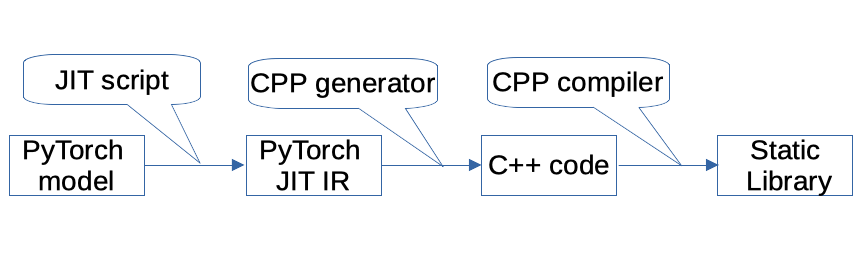 JIT script
CPP generator
CPP compiler
PyTorch
model
PyTorch
JIT IR
C++ code
Static
Library